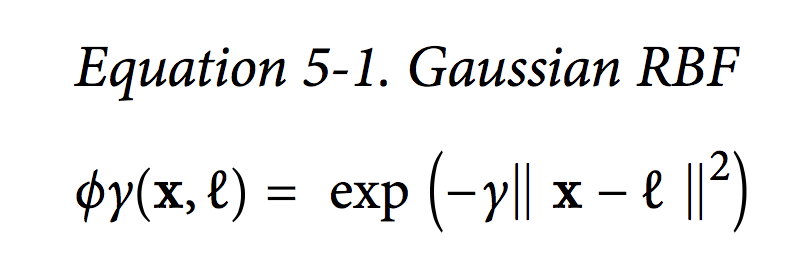 Equation 5-1. Gaussian RBF
ϕγ(x, ℓ) = exp (−γ‖ x − ℓ ‖²)